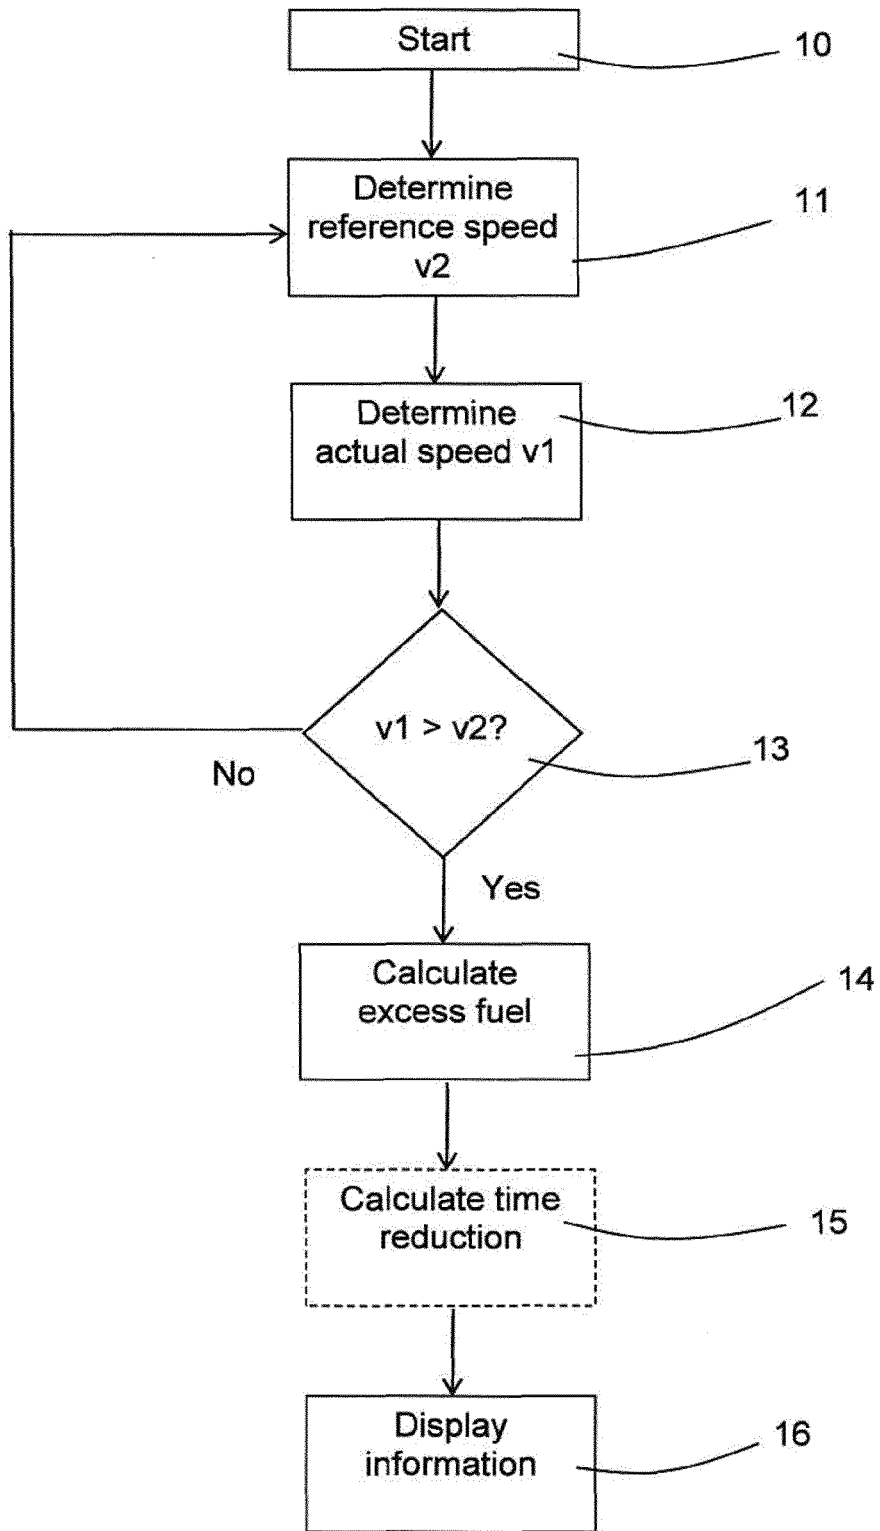 Start
10
Determine
reference speed
v2
11
Determine
actual speed v1
12
v1 > v2?
13
No
Yes
Calculate
excess fuel
14
Calculate time
reduction
15
Display
information
16